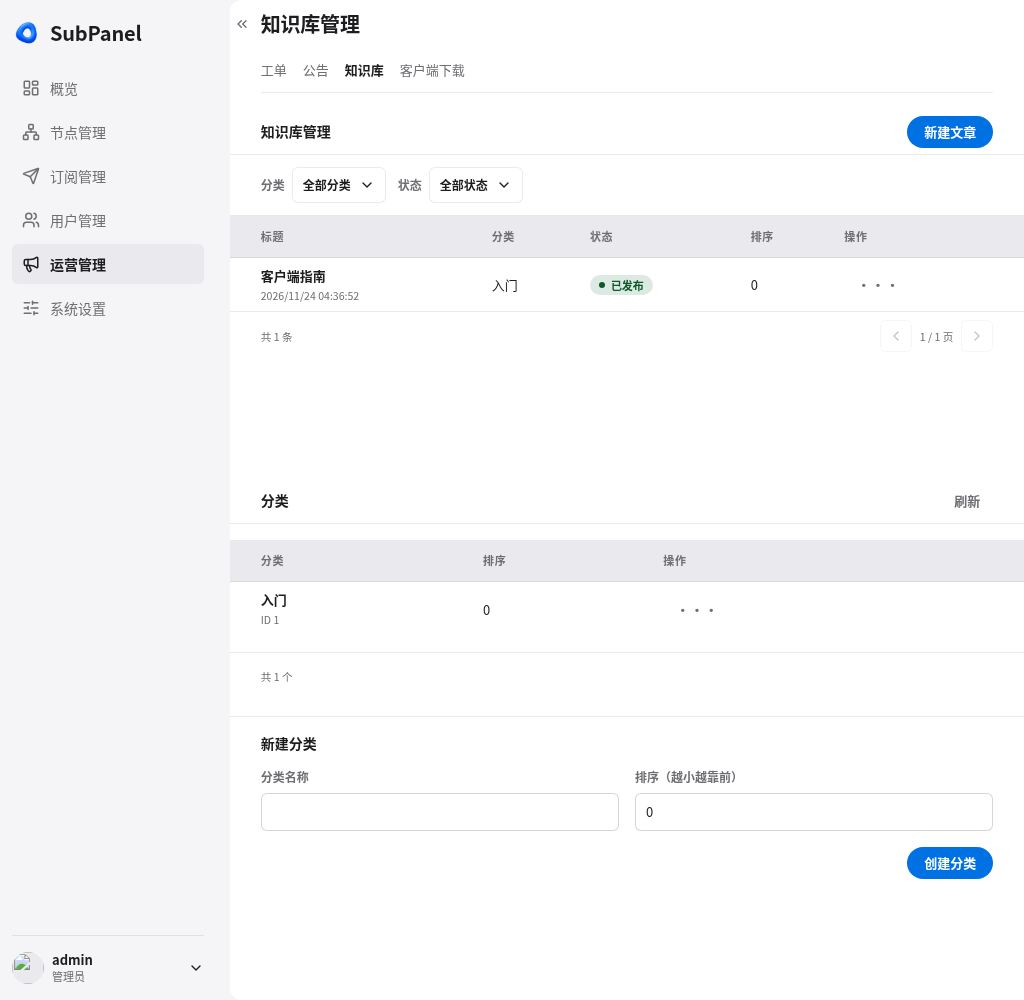 SubPanel
概览
节点管理
订阅管理
用户管理
运营管理
系统设置
admin
管理员
知识库管理
工单 公告 知识库 客户端下载
知识库管理 新建文章
分类 全部分类 状态 全部状态
标题 分类 状态 排序 操作
客户端指南
2026/11/24 04:36:52
入门 已发布 0
共 1 条 1 / 1 页
分类 刷新
分类 排序 操作
入门
ID 1
0
共 1 个
新建分类
分类名称 排序（越小越靠前）
0
创建分类